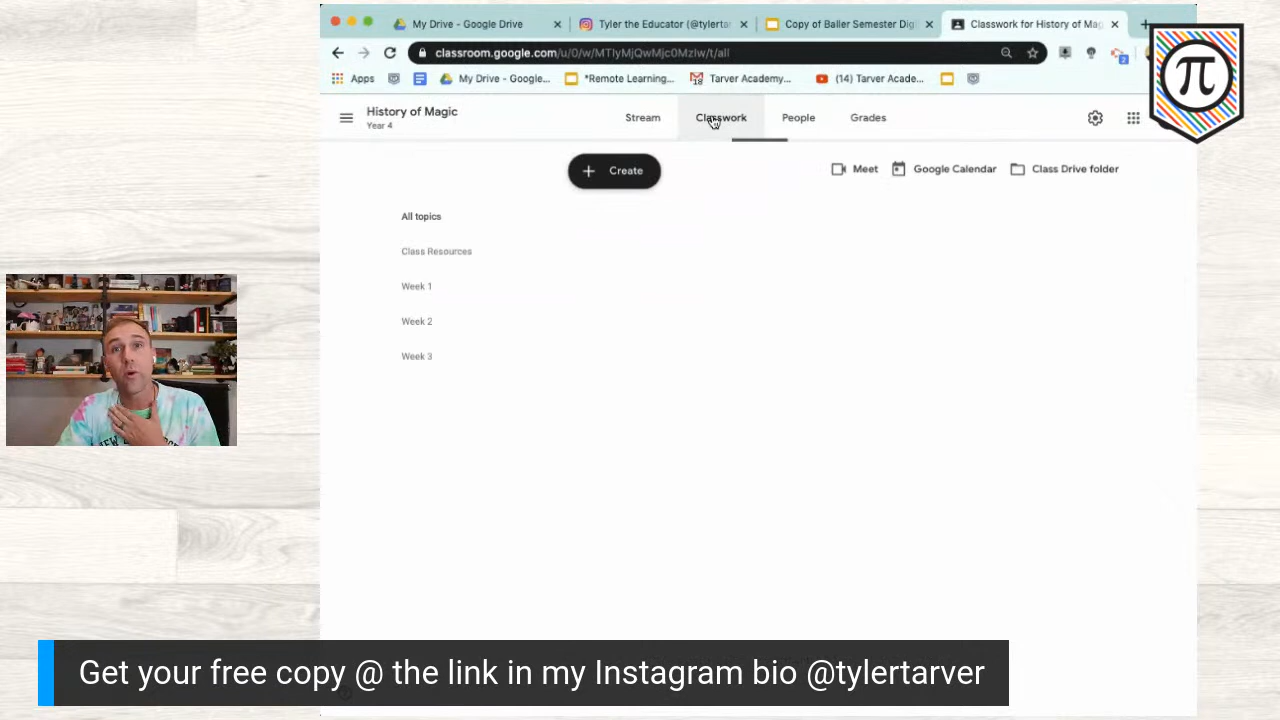 My Drive - Google Drive
Tyler the Educator (@tylerta
Copy of Baller Semester Dig
Classwork for History of Mag
classroom.google.com/u/0/w/MTIyMjQwMjc0MzIw/t/all
Apps
My Drive - Google...
*Remote Learning...
Tarver Academy...
(14) Tarver Acade...
History of Magic
Year 4
Stream
Classwork
People
Grades
Create
Meet
Google Calendar
Class Drive folder
All topics
Class Resources
Week 1
Week 2
Week 3
Get your free copy @ the link in my Instagram bio @tylertarver